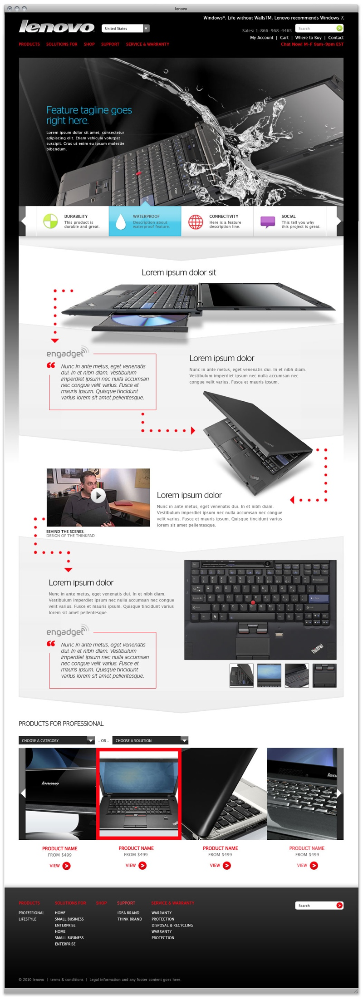 lenovo
Windows®. Life without WallsTM. Lenovo recommends Windows 7.
lenovo
United States
Sales: 1-866-968-4465
Search
My Account | Cart | Where to Buy | Contact
PRODUCTS SOLUTIONS FOR SHOP SUPPORT SERVICE & WARRANTY
Chat Now! M-F 9am-9pm EST
Feature tagline goes
right here.
Lorem ipsum dolor sit amet, consectetur
adipiscing elit. Etiam vehicula volutpat
suscipit. Cras ut enim eu ipsum molestie
bibendum.
DURABILITY
This product is
durable and great.
WATERPROOF
Description about
waterproof feature.
CONNECTIVITY
Here is a feature
description line.
SOCIAL
This tell you why
this project is great.
Lorem ipsum dolor sit
engadget
“ Nunc in ante metus, eget venenatis
dui. In et nibh diam. Vestibulum
imperdiet ipsum nec nulla accumsan
nec congue velit varius. Fusce et
mauris ipsum. Quisque tincidunt
varius lorem sit amet pellentesque.
Lorem ipsum dolor
Nunc in ante metus, eget venenatis dui. In et nibh diam.
Vestibulum imperdiet ipsum nec nulla accumsan nec
congue velit varius. Fusce et mauris ipsum.
ThinkPad
ThinkPad
Lorem ipsum dolor
Nunc in ante metus, eget venenatis dui. In et nibh diam.
Vestibulum imperdiet ipsum nec nulla accumsan nec congue
velit varius. Fusce et mauris ipsum. Quisque tincidunt varius
lorem sit amet pellentesque.
BEHIND THE SCENES:
DESIGN OF THE THINKPAD
Lorem ipsum dolor
Nunc in ante metus, eget venenatis dui. In et nibh diam.
Vestibulum imperdiet ipsum nec nulla accumsan nec congue
velit varius. Fusce et mauris ipsum. Quisque tincidunt varius
lorem sit amet pellentesque.
Q W E R T Y U I O P
A S D F G H J K L
Z X C V B N M
ThinkPad
engadget
“ Nunc in ante metus, eget venenatis
dui. In et nibh diam. Vestibulum
imperdiet ipsum nec nulla accumsan
nec congue velit varius. Fusce et
mauris ipsum. Quisque tincidunt
varius lorem sit amet pellentesque.
PRODUCTS FOR PROFESSIONAL
CHOOSE A CATEGORY
– OR –
CHOOSE A SOLUTION
lenovo
PRODUCT NAME
FROM $499
VIEW
PRODUCT NAME
FROM $499
VIEW
PRODUCT NAME
FROM $499
VIEW
PRODUCT NAME
FROM $499
VIEW
PRODUCTS
PROFEFFIONAL
LIFESTYLE
SOLUTIONS FOR
HOME
SMALL BUSINESS
ENTERPRISE
HOME
SMALL BUSINESS
ENTERPRISE
SHOP
SUPPORT
IDEA BRAND
THINK BRAND
SERVICE & WARRANTY
WARRANTY
PROTECTION
DISPOSAL & RECYCLING
WARRANTY
PROTECTION
Search
© 2010 lenovo | terms & conditions | Legal information and any footer content goes here.